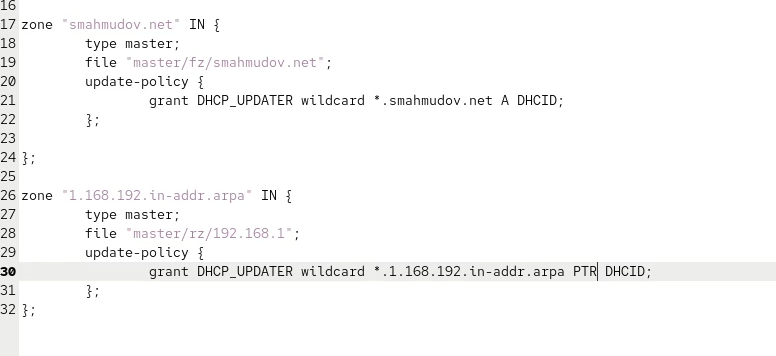 16
17 zone "smahmudov.net" IN {
18 type master;
19 file "master/fz/smahmudov.net";
20 update-policy {
21 grant DHCP_UPDATER wildcard *.smahmudov.net A DHCID;
22 };
23
24 };
25
26 zone "1.168.192.in-addr.arpa" IN {
27 type master;
28 file "master/rz/192.168.1";
29 update-policy {
30 grant DHCP_UPDATER wildcard *.1.168.192.in-addr.arpa PTR DHCID;
31 };
32 };